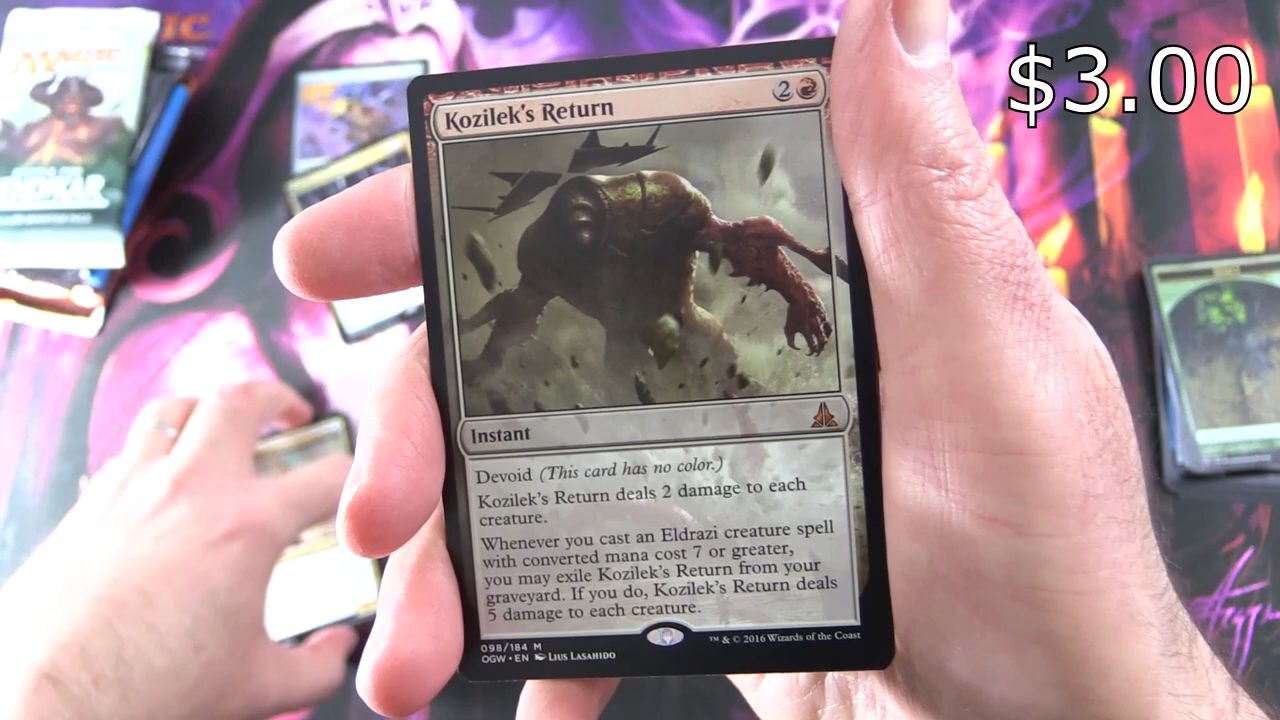 MAGIC
$3.00
Kozilek's Return
2
Instant
Devoid (This card has no color.)
Kozilek's Return deals 2 damage to each
creature.
Whenever you cast an Eldrazi creature spell
with converted mana cost 7 or greater,
you may exile Kozilek's Return from your
graveyard. If you do, Kozilek's Return deals
5 damage to each creature.
098/184 M
OGW • EN Lius Lasahido
™ & © 2016 Wizards of the Coast